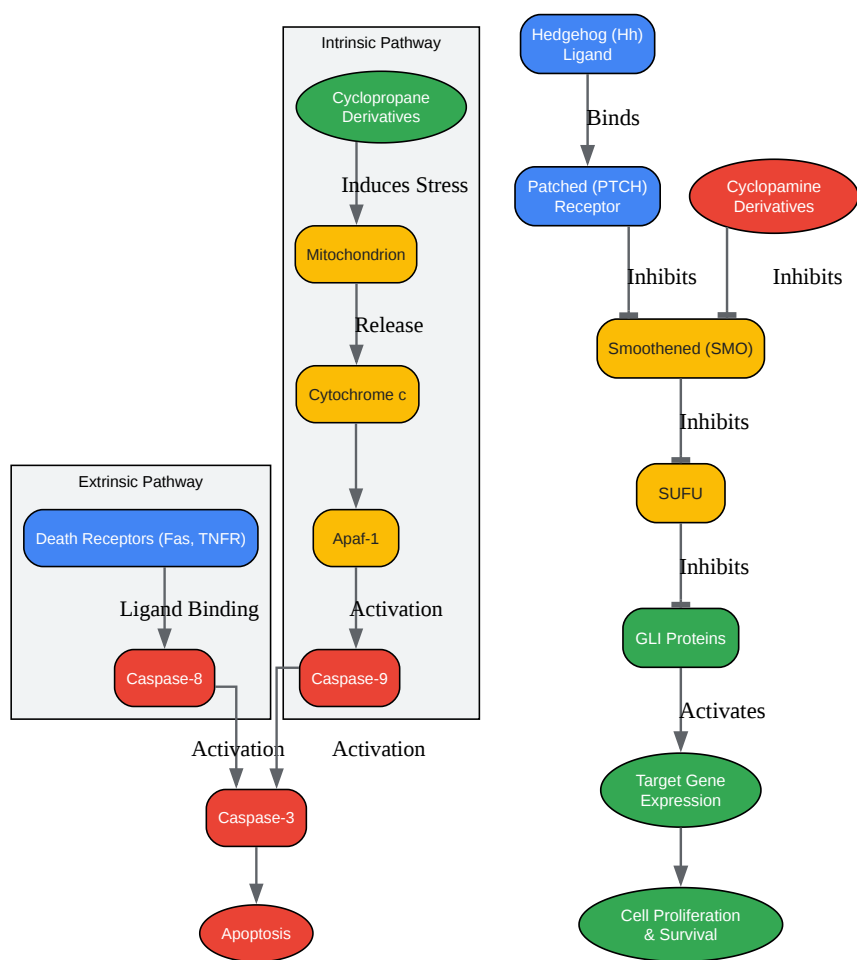 Intrinsic Pathway
Cyclopropane
Derivatives
Induces Stress
Mitochondrion
Release
Cytochrome c
Apaf-1
Activation
Caspase-9
Extrinsic Pathway
Death Receptors (Fas, TNFR)
Ligand Binding
Caspase-8
Activation
Activation
Caspase-3
Apoptosis
Hedgehog (Hh)
Ligand
Binds
Patched (PTCH)
Receptor
Cyclopamine
Derivatives
Inhibits
Inhibits
Smoothened (SMO)
Inhibits
SUFU
Inhibits
GLI Proteins
Activates
Target Gene
Expression
Cell Proliferation
& Survival